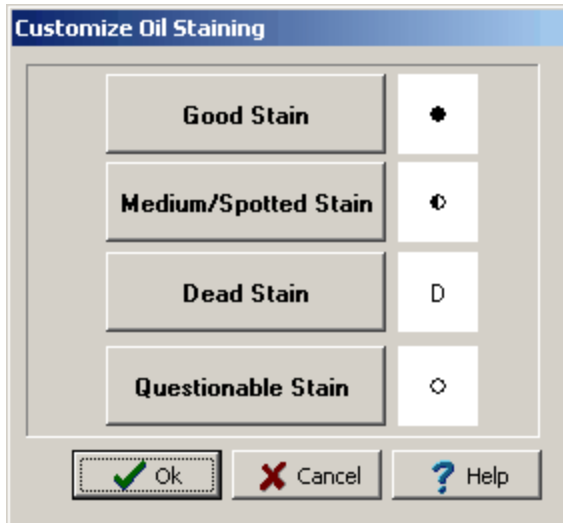 Customize Oil Staining
Good Stain
Medium/Spotted Stain
Dead Stain
D
Questionable Stain
Ok
Cancel
Help